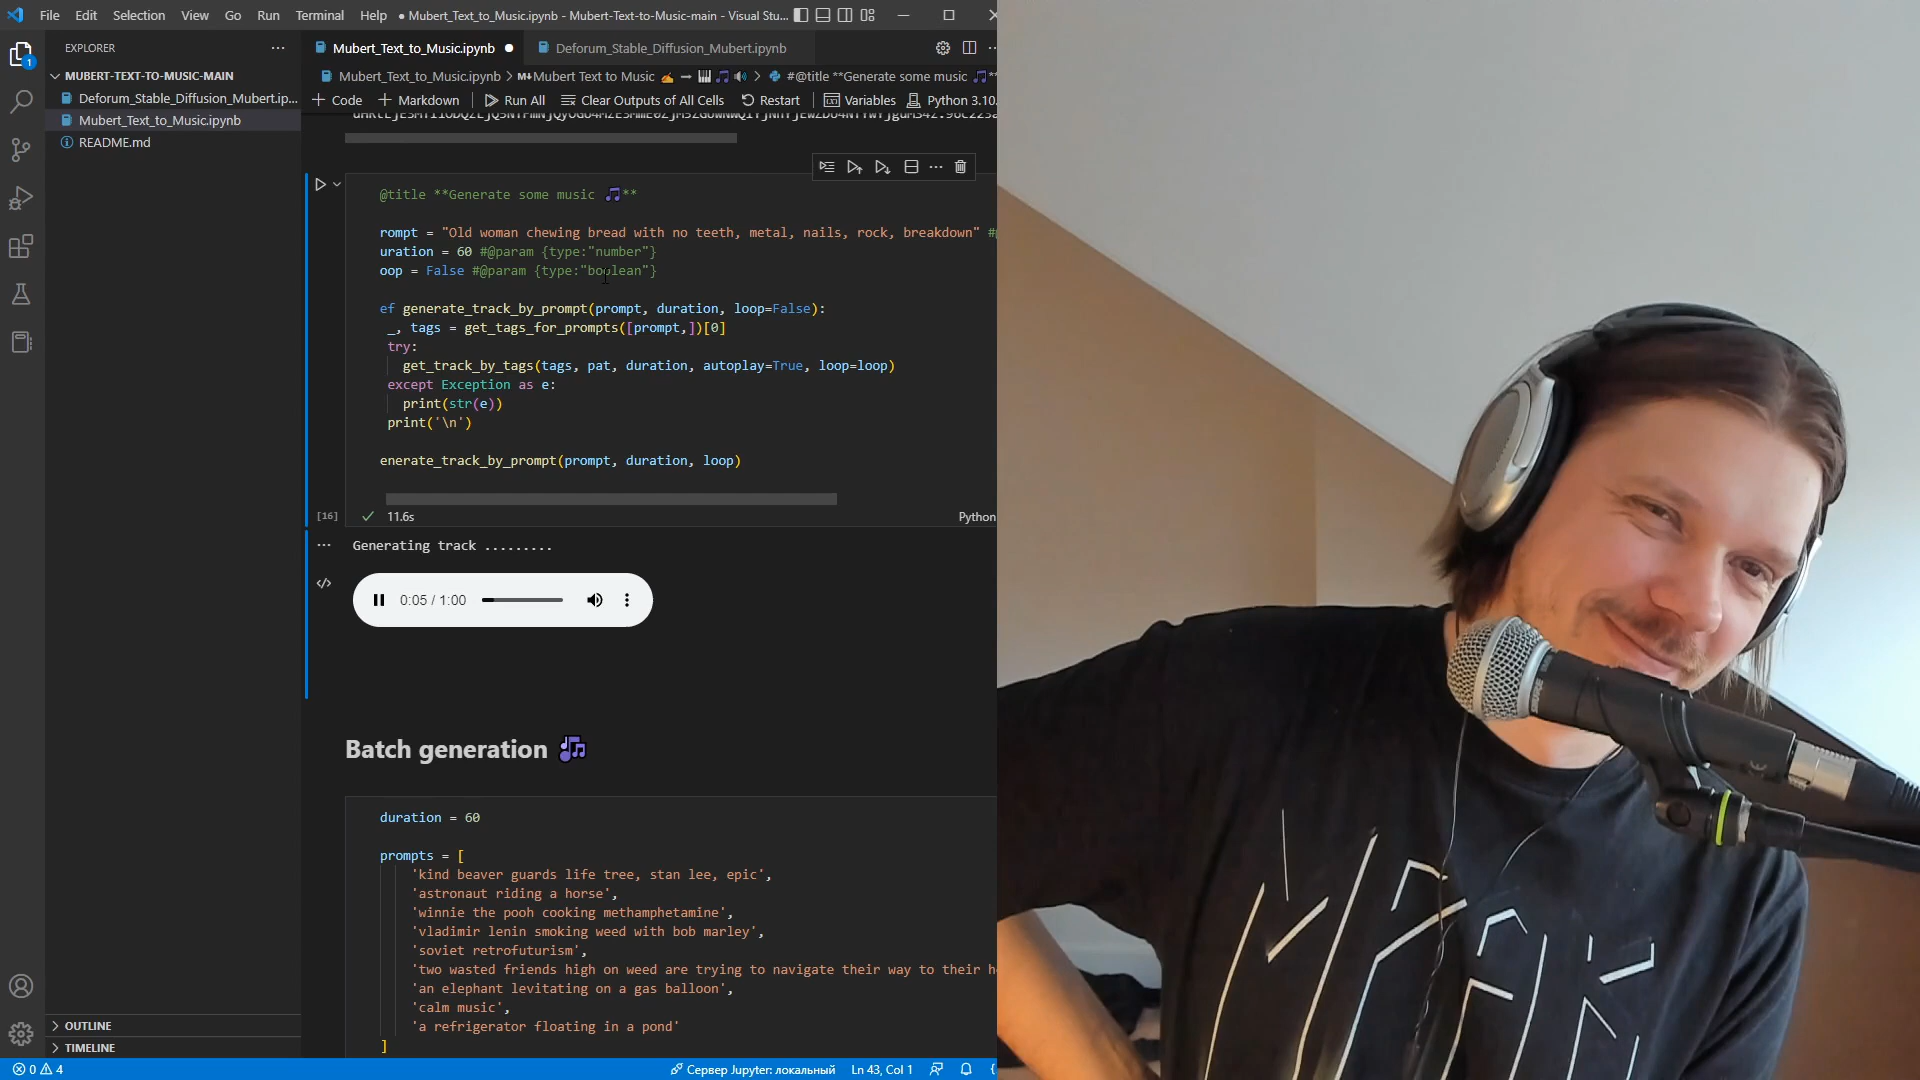 File Edit Selection View Go Run Terminal Help ● Mubert_Text_to_Music.ipynb - Mubert-Text-to-Music-main - Visual Stu...
EXPLORER
Mubert_Text_to_Music.ipynb Deforum_Stable_Diffusion_Mubert.ipynb
MUBERT-TEXT-TO-MUSIC-MAIN
Mubert_Text_to_Music.ipynb > M↓Mubert Text to Music > #@title **Generate some music **
Deforum_Stable_Diffusion_Mubert.ip...
+ Code + Markdown Run All Clear Outputs of All Cells Restart Variables Python 3.10.
Mubert_Text_to_Music.ipynb
README.md
@title **Generate some music **
rompt = "Old woman chewing bread with no teeth, metal, nails, rock, breakdown" #@
uration = 60 #@param {type:"number"}
oop = False #@param {type:"boolean"}
ef generate_track_by_prompt(prompt, duration, loop=False):
_, tags = get_tags_for_prompts([prompt,])[0]
try:
get_track_by_tags(tags, pat, duration, autoplay=True, loop=loop)
except Exception as e:
print(str(e))
print('\n')
enerate_track_by_prompt(prompt, duration, loop)
[16] ✓ 11.6s Python
Generating track .........
0:05 / 1:00
Batch generation
duration = 60
prompts = [
'kind beaver guards life tree, stan lee, epic',
'astronaut riding a horse',
'winnie the pooh cooking methamphetamine',
'vladimir lenin smoking weed with bob marley',
'soviet retrofuturism',
'two wasted friends high on weed are trying to navigate their way to their h
'an elephant levitating on a gas balloon',
'calm music',
'a refrigerator floating in a pond'
]
OUTLINE
TIMELINE
0 4 Сервер Jupyter: локальный Ln 43, Col 1